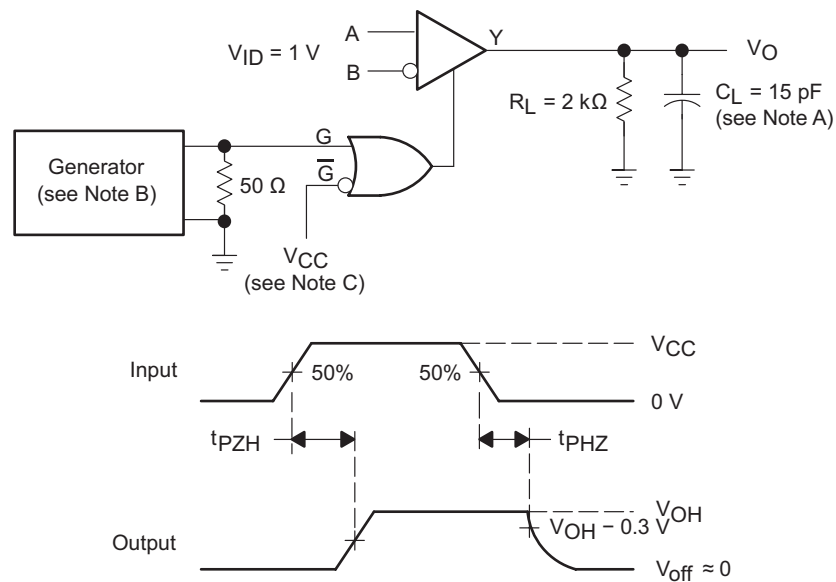 A
Y
V_O
V_ID = 1 V
B
R_L = 2 kΩ
C_L = 15 pF
(see Note A)
Generator
(see Note B)
50 Ω
G
G̅
V_CC
(see Note C)
V_CC
Input
50%
50%
0 V
t_PZH
t_PHZ
V_OH
V_OH − 0.3 V
Output
V_off ≈ 0